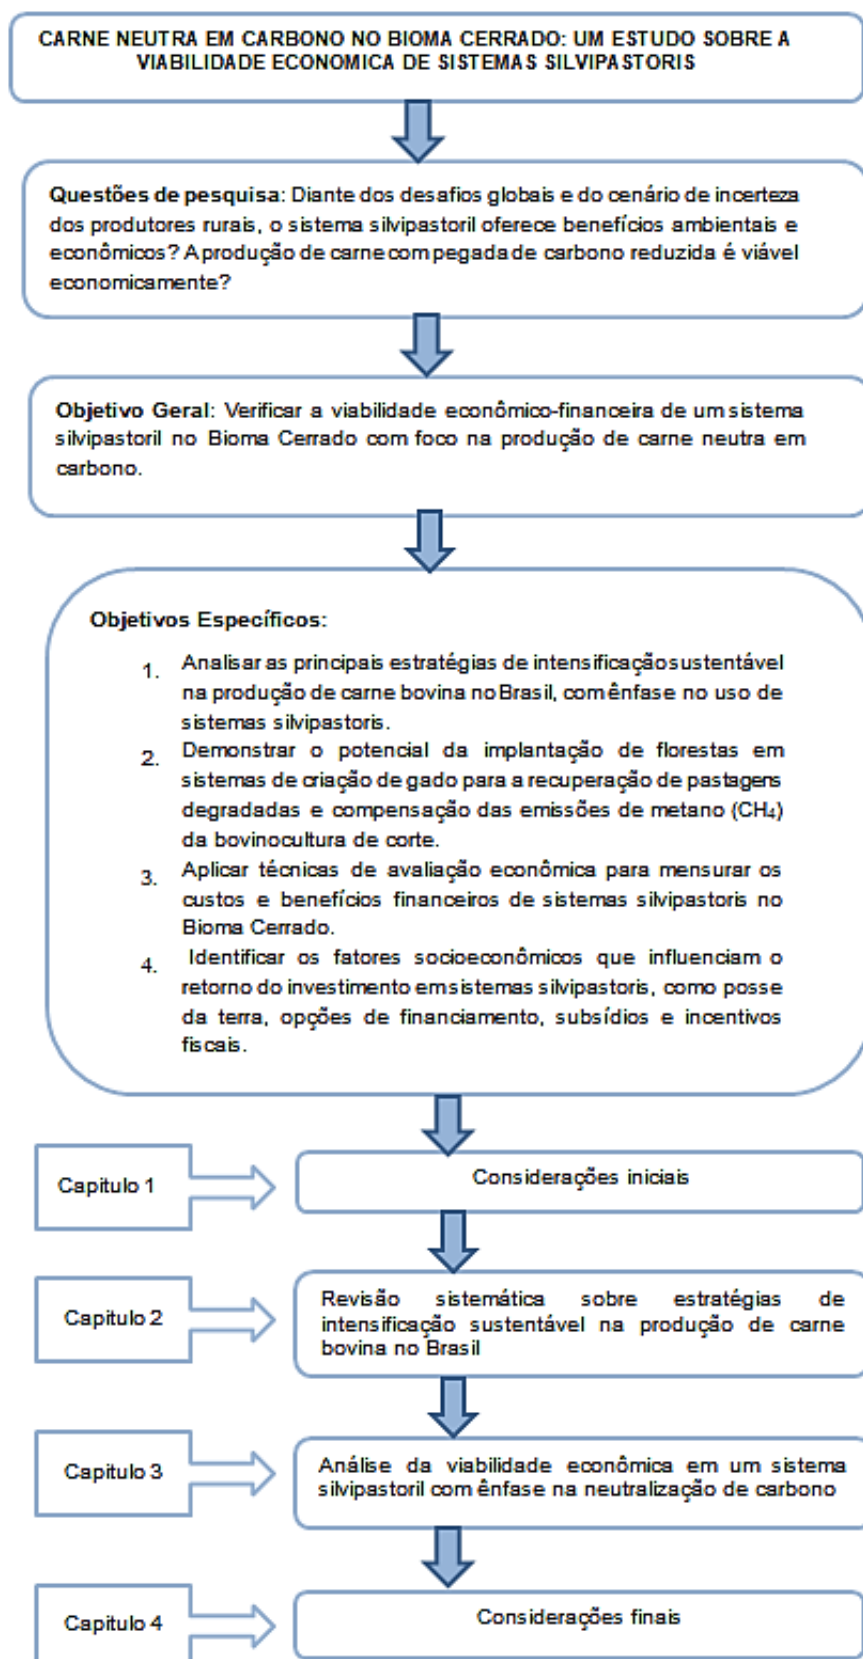 CARNE NEUTRA EM CARBONO NO BIOMA CERRADO: UM ESTUDO SOBRE A
VIABILIDADE ECONOMICA DE SISTEMAS SILVIPASTORIS
Questões de pesquisa: Diante dos desafios globais e do cenário de incerteza
dos produtores rurais, o sistema silvipastoril oferece benefícios ambientais e
econômicos? A produção de carne com pegada de carbono reduzida é viável
economicamente?
Objetivo Geral: Verificar a viabilidade econômico-financeira de um sistema
silvipastoril no Bioma Cerrado com foco na produção de carne neutra em
carbono.
Objetivos Específicos:
1. Analisar as principais estratégias de intensificação sustentável
na produção de carne bovina no Brasil, com ênfase no uso de
sistemas silvipastoris.
2. Demonstrar o potencial da implantação de florestas em
sistemas de criação de gado para a recuperação de pastagens
degradadas e compensação das emissões de metano (CH₄)
da bovinocultura de corte.
3. Aplicar técnicas de avaliação econômica para mensurar os
custos e benefícios financeiros de sistemas silvipastoris no
Bioma Cerrado.
4. Identificar os fatores socioeconômicos que influenciam o
retorno do investimento em sistemas silvipastoris, como posse
da terra, opções de financiamento, subsídios e incentivos
fiscais.
Capitulo 1
Considerações iniciais
Capitulo 2
Revisão sistemática sobre estratégias de
intensificação sustentável na produção de carne
bovina no Brasil
Capitulo 3
Análise da viabilidade econômica em um sistema
silvipastoril com ênfase na neutralização de carbono
Capitulo 4
Considerações finais